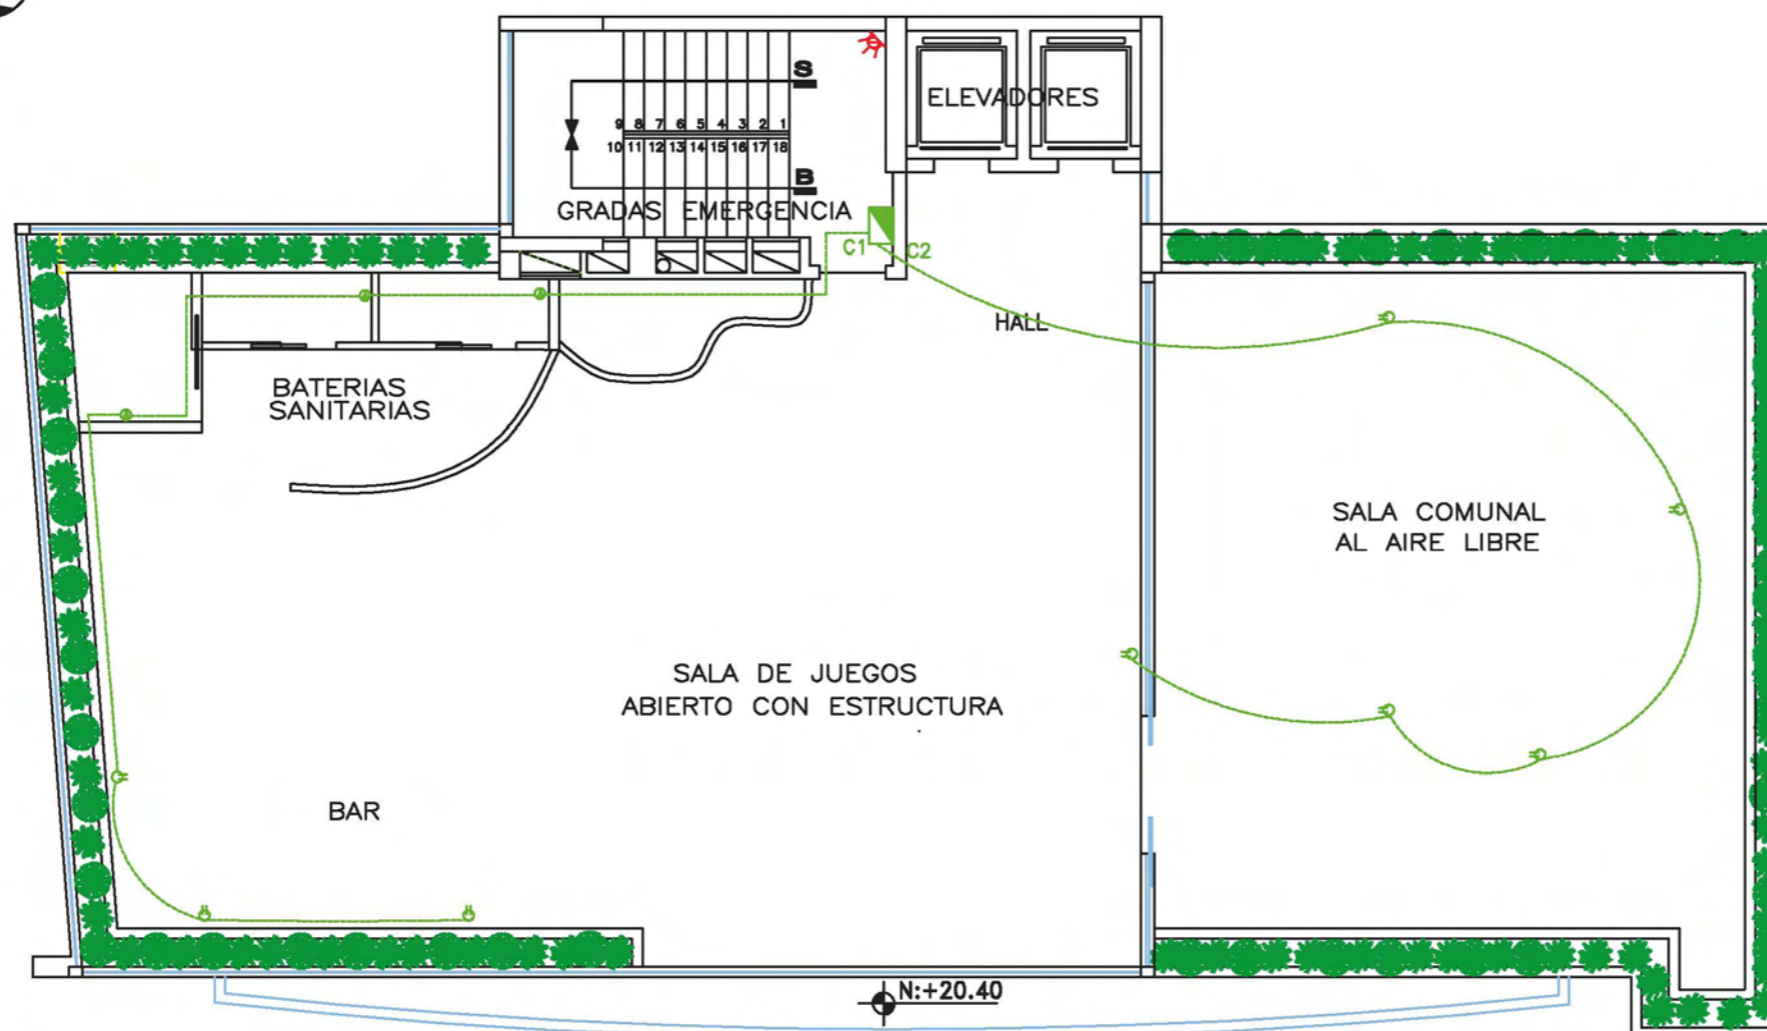 S
ELEVADORES
9 8 7 6 5 4 3 2 1
10 11 12 13 14 15 16 17 18
B
GRADAS EMERGENCIA
C1
C2
HALL
BATERIAS
SANITARIAS
SALA COMUNAL
AL AIRE LIBRE
SALA DE JUEGOS
ABIERTO CON ESTRUCTURA
BAR
N:+20.40